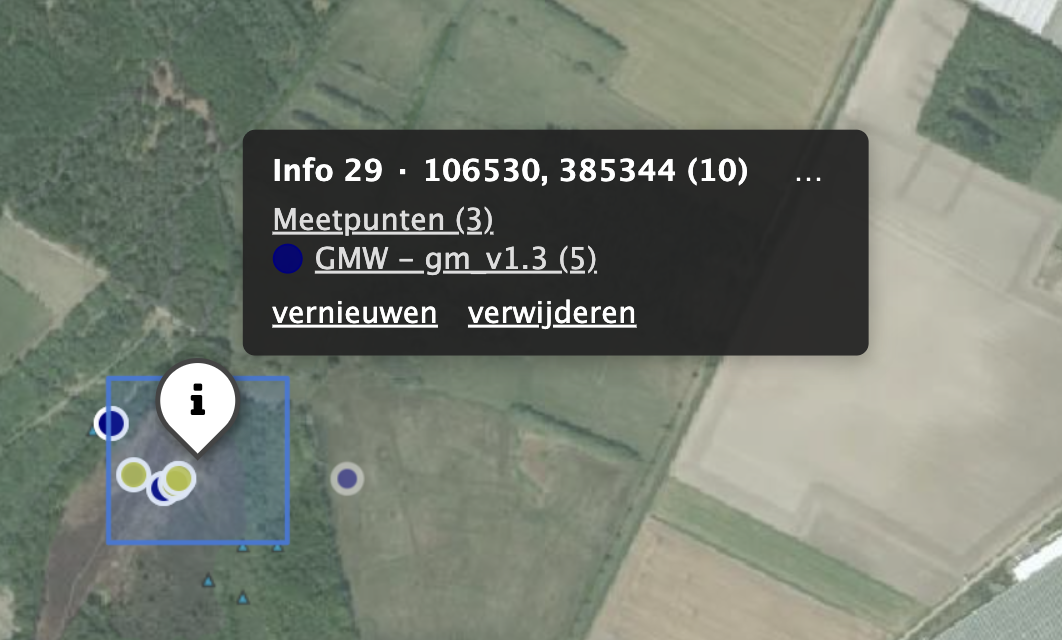 Info 29 · 106530, 385344 (10) ...
Meetpunten (3)
GMW – gm_v1.3 (5)
vernieuwen verwijderen
i